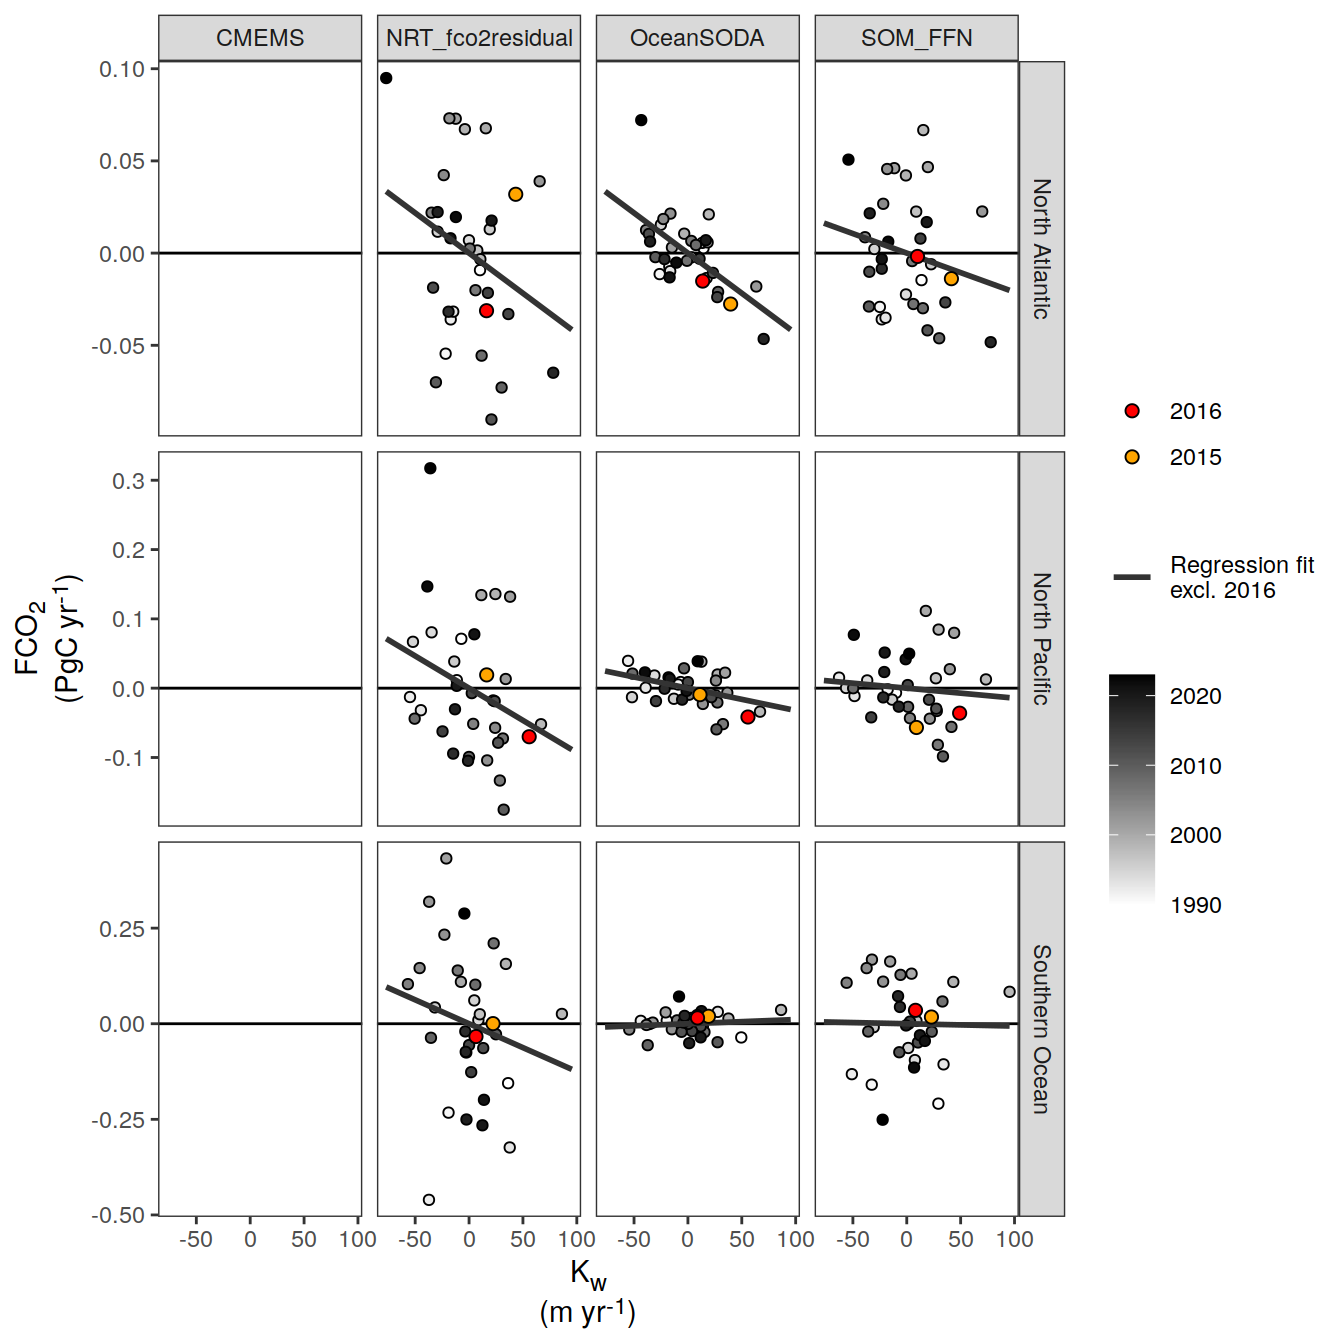 CMEMS NRT_fco2residual OceanSODA SOM_FFN
0.10
0.05
0.00
-0.05
North Atlantic
0.3
0.2
0.1
0.0
-0.1
North Pacific
0.25
0.00
-0.25
-0.50
Southern Ocean
-50 0 50 100 -50 0 50 100 -50 0 50 100 -50 0 50 100
FCO₂
(PgC yr⁻¹)
K_w
(m yr⁻¹)
2016
2015
Regression fit
excl. 2016
2020
2010
2000
1990